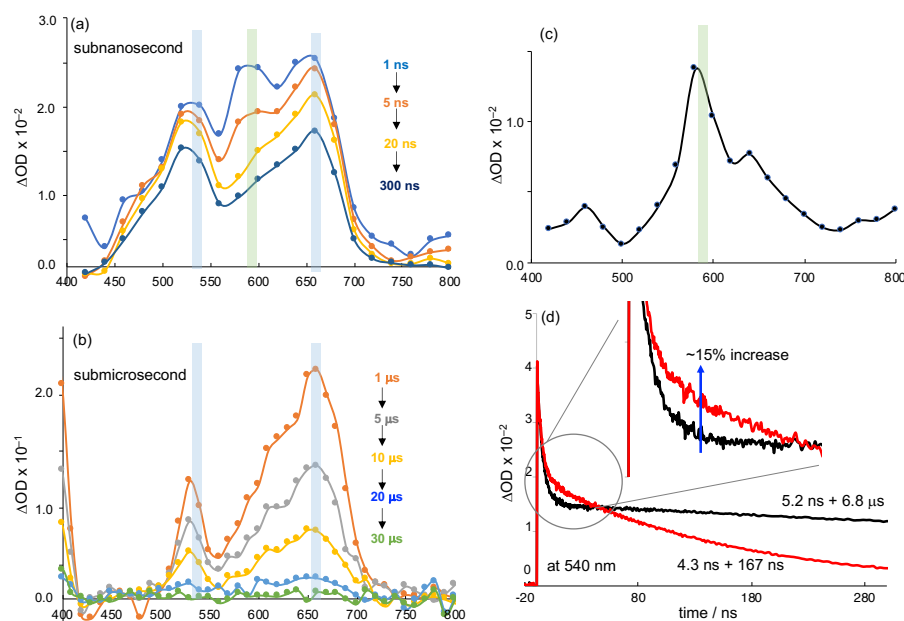 (a)
subnanosecond
ΔOD x 10⁻²
3.0
2.0
1.0
0.0
400 450 500 550 600 650 700 750 800
1 ns
5 ns
20 ns
300 ns
(b)
submicrosecond
ΔOD x 10⁻¹
2.0
1.0
0.0
400 450 500 550 600 650 700 750 800
1 µs
5 µs
10 µs
20 µs
30 µs
(c)
ΔOD x 10⁻²
1.0
0.0
400 500 600 700 800
(d)
ΔOD x 10⁻²
5
4
3
2
1
0
-20 80 180 280
time / ns
~15% increase
5.2 ns + 6.8 µs
4.3 ns + 167 ns
at 540 nm